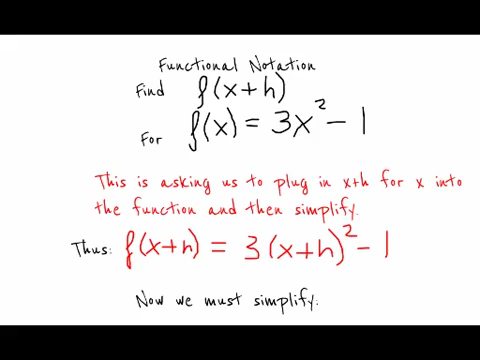 Functional Notation
Find f(x+h)
For f(x) = 3x² - 1
This is asking us to plug in x+h for x into
the function and then simplify.
Thus: f(x+h) = 3(x+h)² - 1
Now we must simplify: